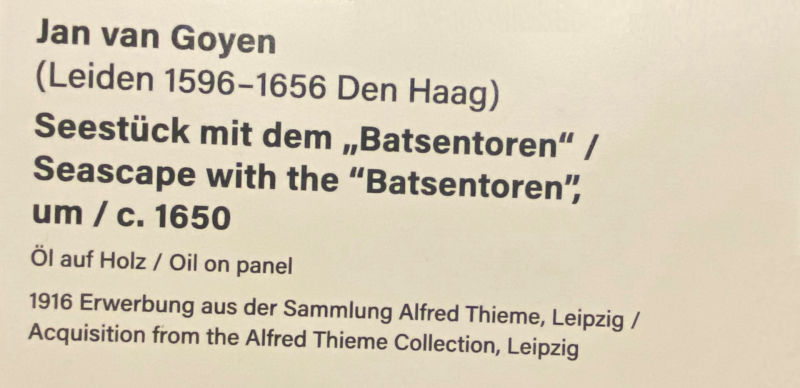 Jan van Goyen
(Leiden 1596–1656 Den Haag)
Seestück mit dem „Batsentoren“ /
Seascape with the “Batsentoren”,
um / c. 1650
Öl auf Holz / Oil on panel
1916 Erwerbung aus der Sammlung Alfred Thieme, Leipzig /
Acquisition from the Alfred Thieme Collection, Leipzig